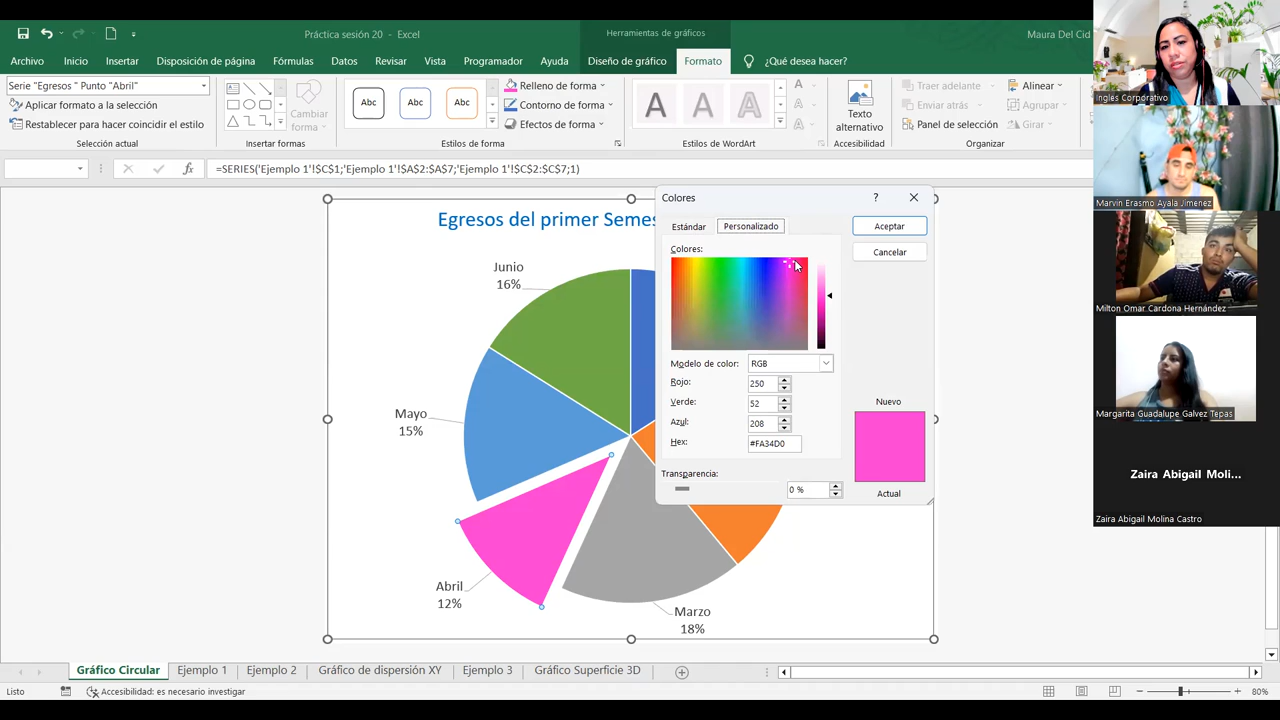 Práctica sesión 20 - Excel
Herramientas de gráficos
Maura Del Cid
Archivo
Inicio
Insertar
Disposición de página
Fórmulas
Datos
Revisar
Vista
Programador
Ayuda
Diseño de gráfico
Formato
¿Qué desea hacer?
Serie "Egresos " Punto "Abril"
Aplicar formato a la selección
Restablecer para hacer coincidir el estilo
Selección actual
Cambiar
forma
Insertar formas
Abc
Abc
Abc
Relleno de forma
Contorno de forma
Efectos de forma
Estilos de forma
A
A
A
A
A
A
Estilos de WordArt
Texto
alternativo
Accesibilidad
Traer adelante
Enviar atrás
Panel de selección
Alinear
Agrupar
Girar
Organizar
fx
=SERIES('Ejemplo 1'!$C$1;'Ejemplo 1'!$A$2:$A$7;'Ejemplo 1'!$C$2:$C$7;1)
Egresos del primer Semes
Junio
16%
Mayo
15%
Abril
12%
Marzo
18%
Colores
?
Estándar
Personalizado
Aceptar
Cancelar
Colores:
Modelo de color:
RGB
Rojo:
250
Verde:
52
Azul:
208
Hex:
#FA34D0
Transparencia:
0 %
Nuevo
Actual
Gráfico Circular
Ejemplo 1
Ejemplo 2
Gráfico de dispersión XY
Ejemplo 3
Gráfico Superficie 3D
Listo
Accesibilidad: es necesario investigar
80%
Ingles Corporativo
Marvin Erasmo Ayala Jimenez
Milton Omar Cardona Hernández
Margarita Guadalupe Galvez Tepas
Zaira Abigail Moli...
Zaira Abigail Molina Castro